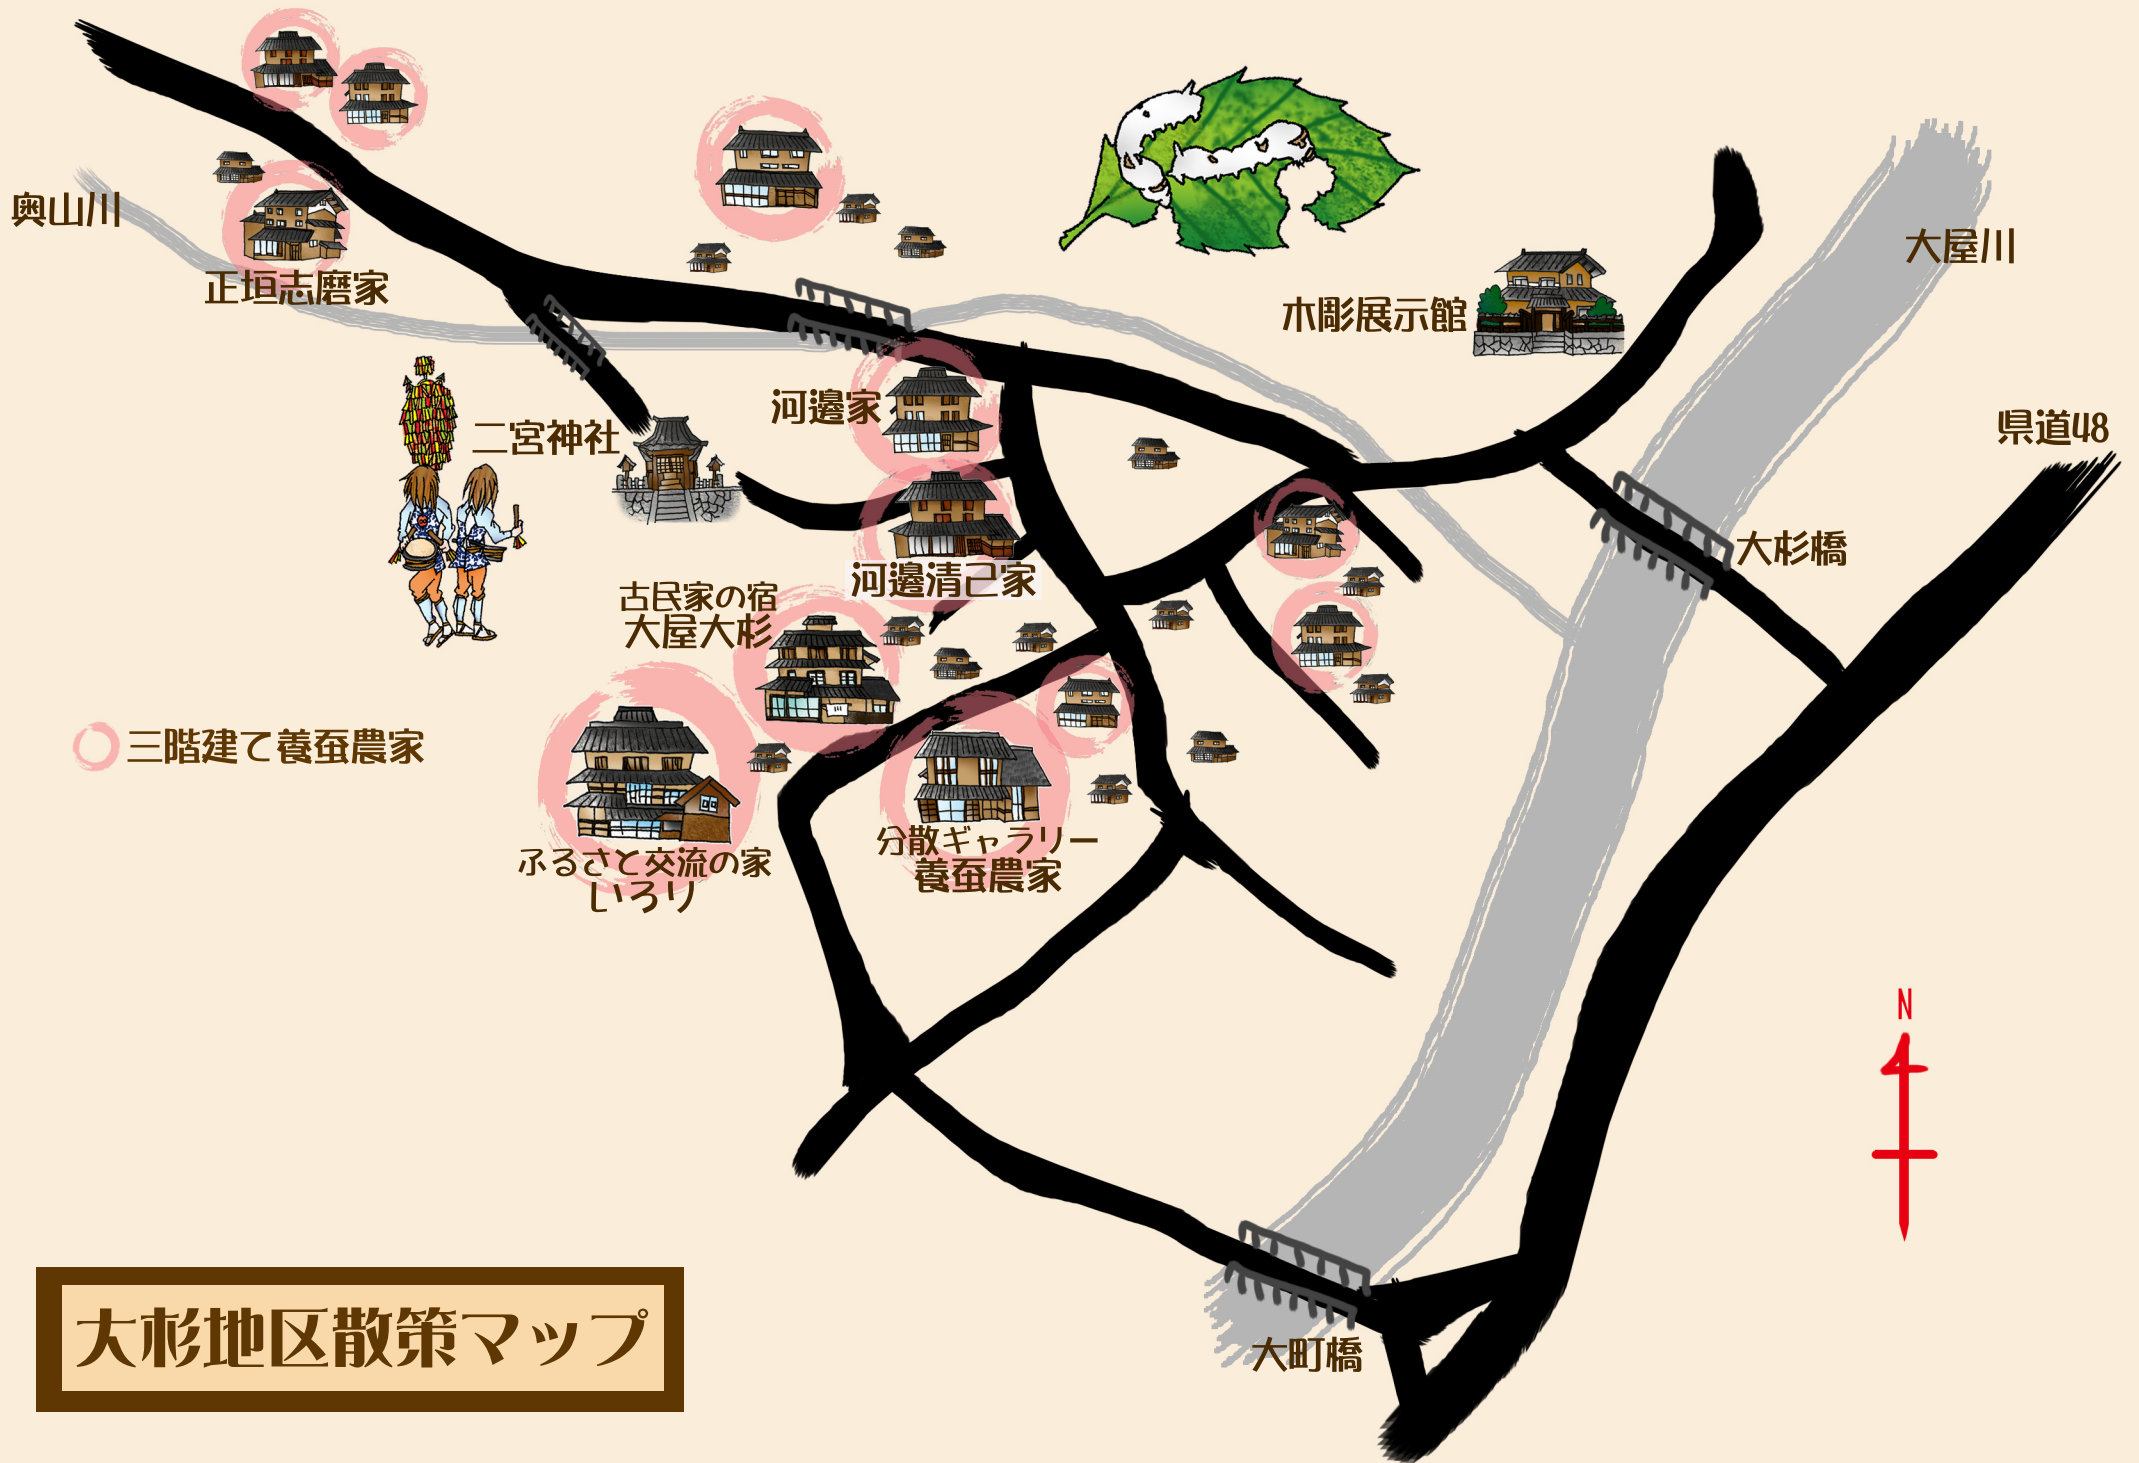 奥山川
正垣志磨家
大屋川
木彫展示館
河邊家
二宮神社
県道48
大杉橋
河邊清己家
古民家の宿
大屋大杉
三階建て養蚕農家
ふるさと交流の家
いろり
分散ギャラリー
養蚕農家
N
大町橋
大杉地区散策マップ